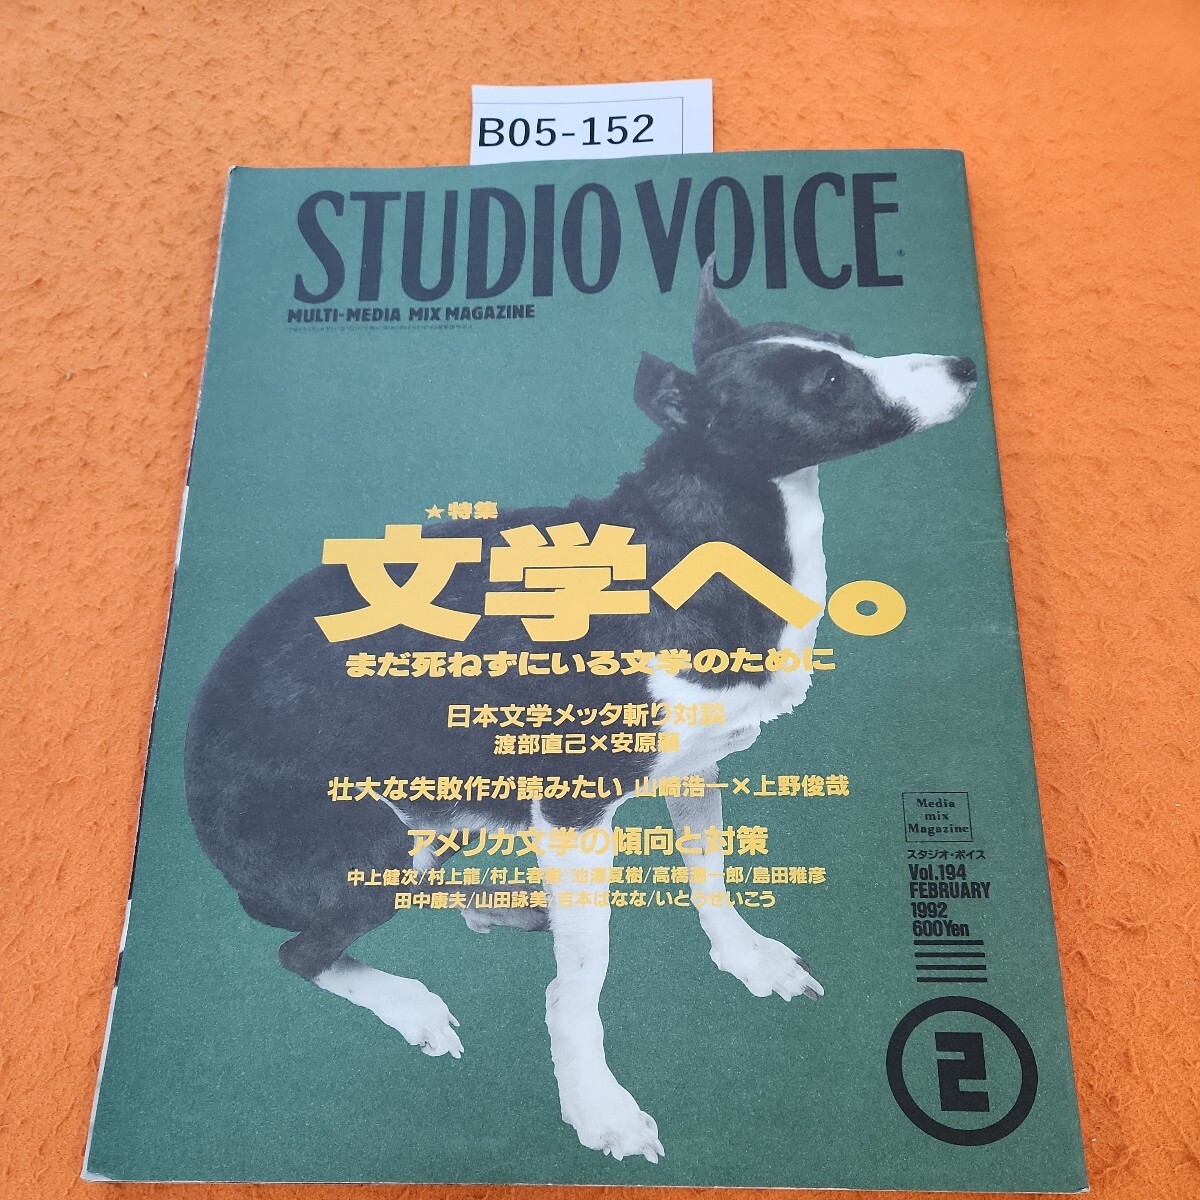 B05-152
STUDIO VOICE
®
MULTI-MEDIA MIX MAGAZINE
★特集
文学へ。
まだ死ねずにいる文学のために
日本文学メッタ斬り対談
渡部直己×安原顯
壮大な失敗作が読みたい 山崎浩一×上野俊哉
アメリカ文学の傾向と対策
中上健次/村上龍/村上春樹/池澤夏樹/高橋源一郎/島田雅彦
田中康夫/山田詠美/吉本ばなな/いとうせいこう
Media
mix
Magazine
スタジオ・ボイス
Vol.194
FEBRUARY
1992
600Yen
2